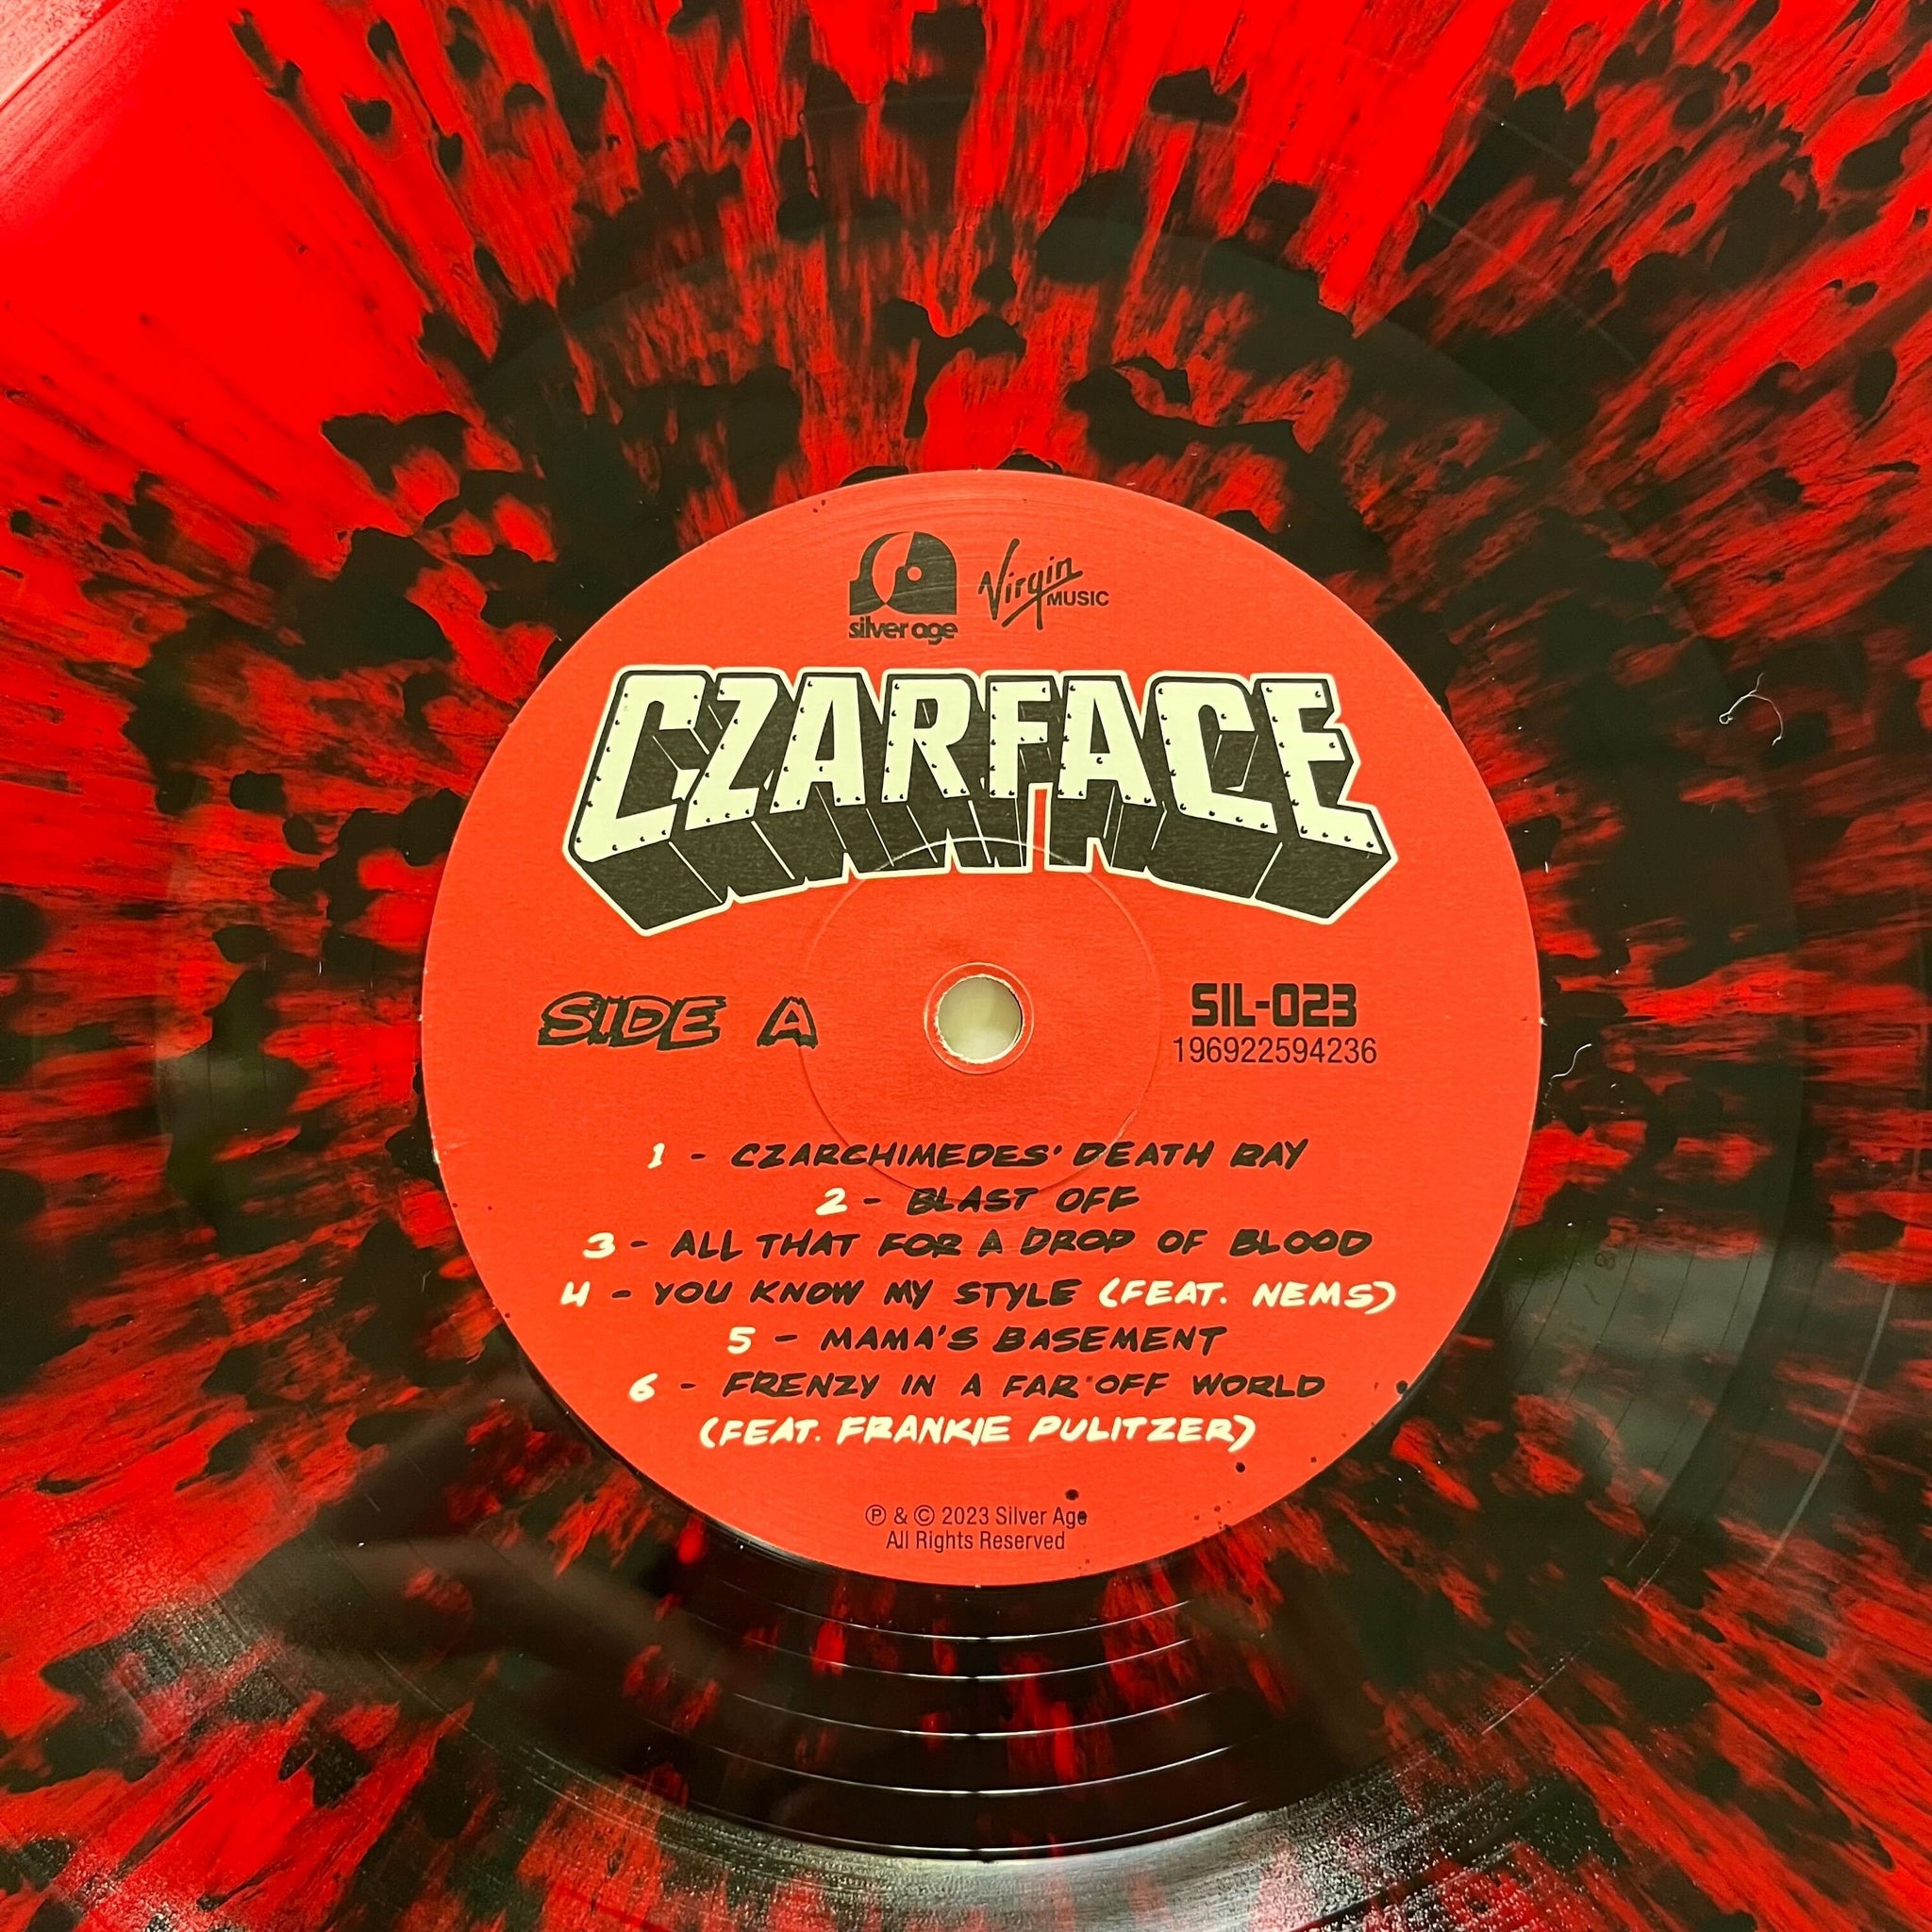 silver age
Virgin MUSIC
CZARFACE
SIDE A
SIL-023
196922594236
1 - CZARCHIMEDES' DEATH RAY
2 - BLAST OFF
3 - ALL THAT FOR A DROP OF BLOOD
4 - YOU KNOW MY STYLE (FEAT. NEMS)
5 - MAMA'S BASEMENT
6 - FRENZY IN A FAR OFF WORLD
(FEAT. FRANKIE PULITZER)
℗ & © 2023 Silver Age
All Rights Reserved